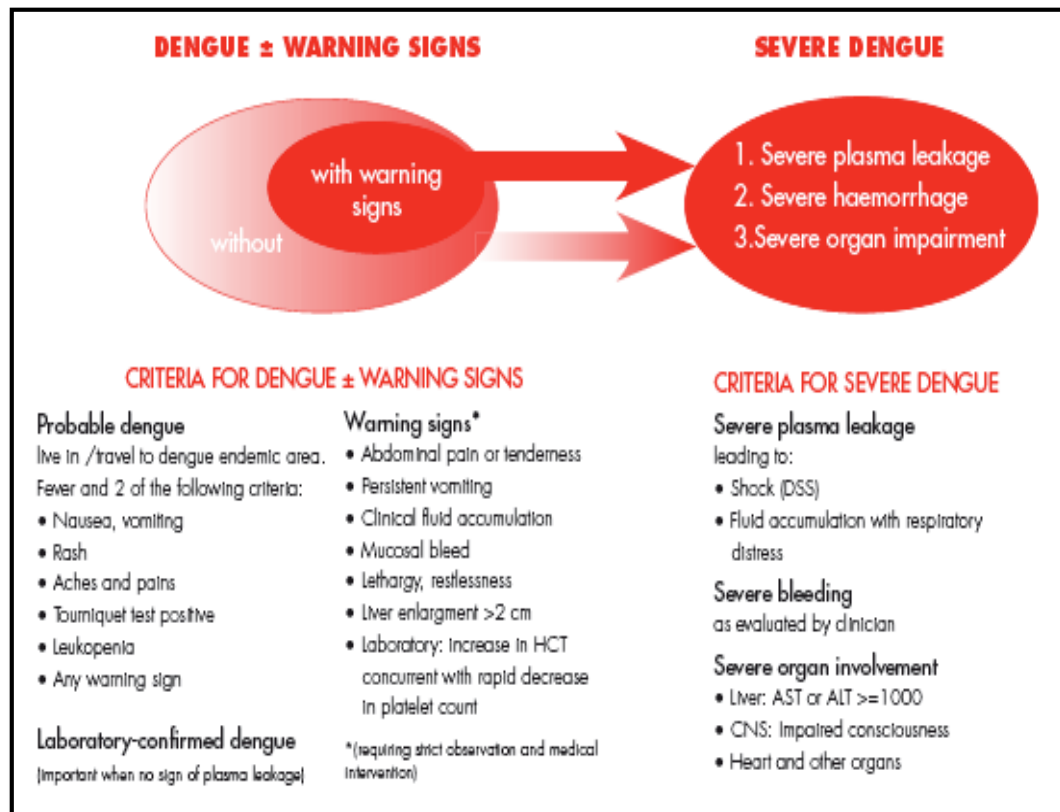 DENGUE ± WARNING SIGNS
SEVERE DENGUE
with warning
signs
without
1. Severe plasma leakage
2. Severe haemorrhage
3.Severe organ impairment
CRITERIA FOR DENGUE ± WARNING SIGNS
Probable dengue
live in /travel to dengue endemic area.
Fever and 2 of the following criteria:
• Nausea, vomiting
• Rash
• Aches and pains
• Tourniquet test positive
• Leukopenia
• Any warning sign
Laboratory-confirmed dengue
(important when no sign of plasma leakage)
Warning signs*
• Abdominal pain or tenderness
• Persistent vomiting
• Clinical fluid accumulation
• Mucosal bleed
• Lethargy, restlessness
• Liver enlargment >2 cm
• Laboratory: increase in HCT
concurrent with rapid decrease
in platelet count
*(requiring strict observation and medical
intervention)
CRITERIA FOR SEVERE DENGUE
Severe plasma leakage
leading to:
• Shock (DSS)
• Fluid accumulation with respiratory
distress
Severe bleeding
as evaluated by clinician
Severe organ involvement
• Liver: AST or ALT >=1000
• CNS: Impaired consciousness
• Heart and other organs